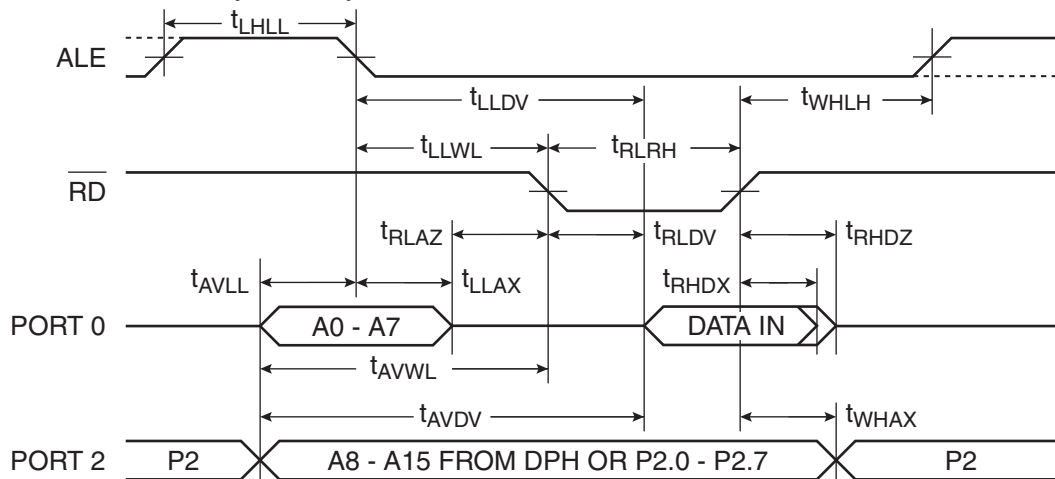 tLHLL
ALE
tLLDV
tWHLH
tLLWL
tRLRH
RD
tRLAZ
tRLDV
tRHDZ
tAVLL
tLLAX
tRHDX
PORT 0
A0 - A7
DATA IN
tAVWL
tAVDV
tWHAX
PORT 2
P2
A8 - A15 FROM DPH OR P2.0 - P2.7
P2